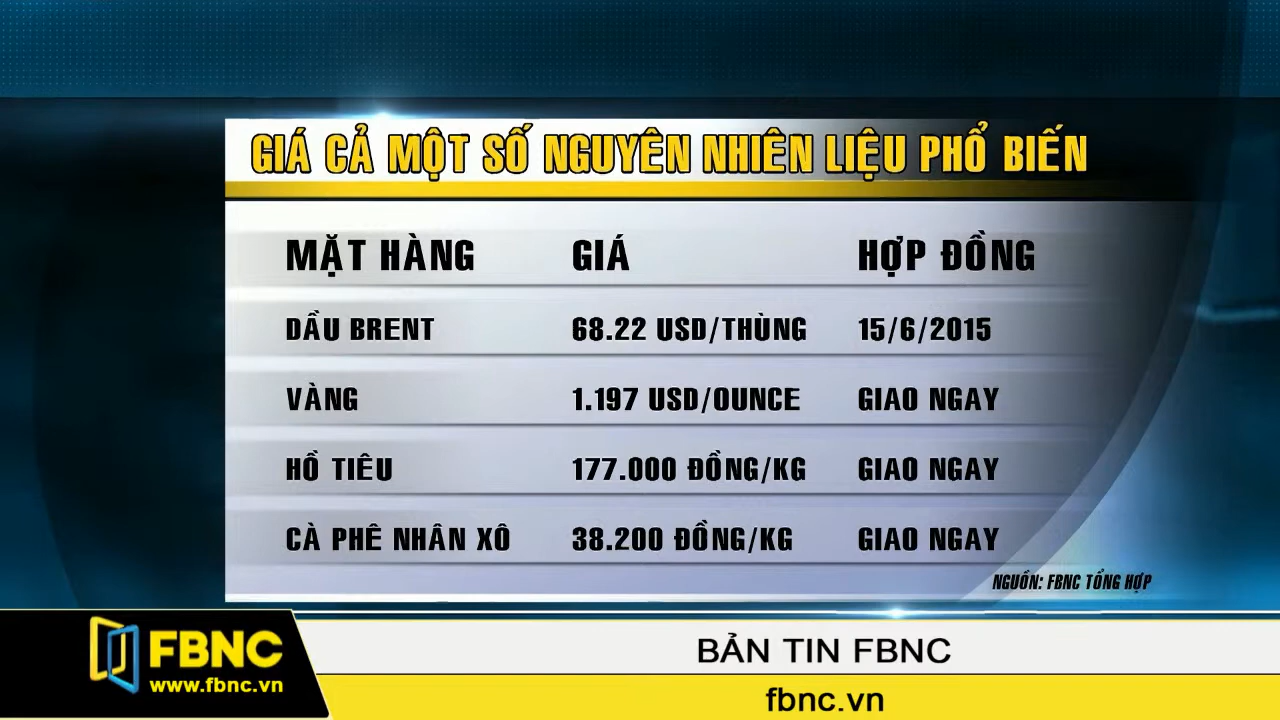 GIÁ CẢ MỘT SỐ NGUYÊN NHIÊN LIỆU PHỔ BIẾN
MẶT HÀNG GIÁ HỢP ĐỒNG
DẦU BRENT 68.22 USD/THÙNG 15/6/2015
VÀNG 1.197 USD/OUNCE GIAO NGAY
HỒ TIÊU 177.000 ĐỒNG/KG GIAO NGAY
CÀ PHÊ NHÂN XÔ 38.200 ĐỒNG/KG GIAO NGAY
NGUỒN: FBNC TỔNG HỢP
FBNC
www.fbnc.vn
BẢN TIN FBNC
fbnc.vn